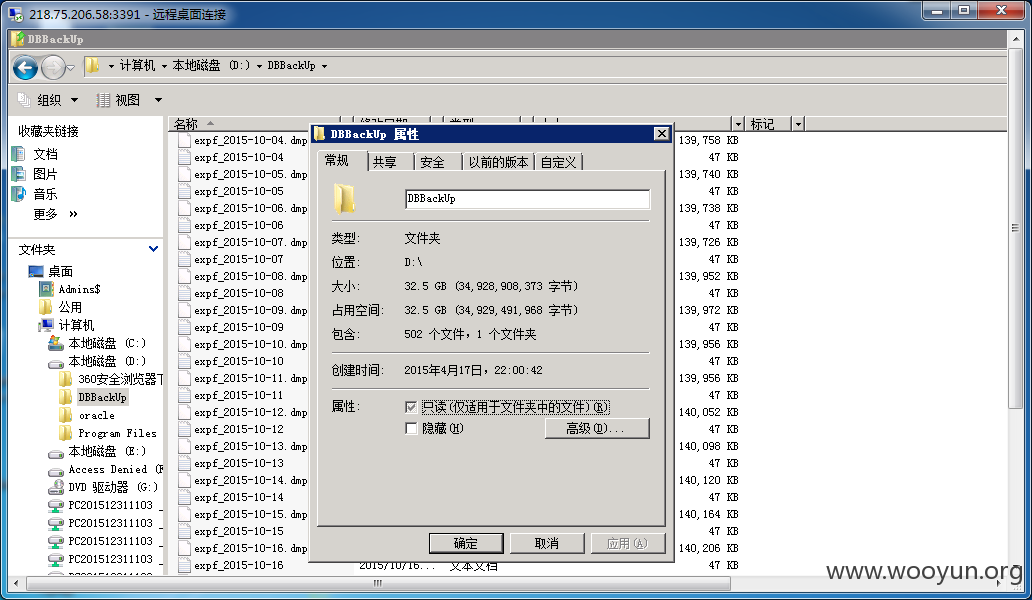 218.75.206.58:3391 - 远程桌面连接
DBBackUp
计算机 本地磁盘 (D:) DBBackUp
组织 视图
收藏夹链接
文档
图片
音乐
更多 »
文件夹
桌面
Admins$
公用
计算机
本地磁盘 (C:)
本地磁盘 (D:)
360安全浏览器下
DBBackUp
oracle
Program Files
本地磁盘 (E:)
Access Denied (F
DVD 驱动器 (G:)
PC201512311103
PC201512311103
PC201512311103
PC201512311103
名称 标记
expf_2015-10-04.dmp 139,758 KB
expf_2015-10-04 47 KB
expf_2015-10-05.dmp 139,740 KB
expf_2015-10-05 47 KB
expf_2015-10-06.dmp 139,738 KB
expf_2015-10-06 47 KB
expf_2015-10-07.dmp 139,726 KB
expf_2015-10-07 47 KB
expf_2015-10-08.dmp 139,952 KB
expf_2015-10-08 47 KB
expf_2015-10-09.dmp 139,972 KB
expf_2015-10-09 47 KB
expf_2015-10-10.dmp 139,956 KB
expf_2015-10-10 47 KB
expf_2015-10-11.dmp 139,956 KB
expf_2015-10-11 47 KB
expf_2015-10-12.dmp 140,052 KB
expf_2015-10-12 47 KB
expf_2015-10-13.dmp 140,098 KB
expf_2015-10-13 47 KB
expf_2015-10-14.dmp 140,120 KB
expf_2015-10-14 47 KB
expf_2015-10-15.dmp 140,164 KB
expf_2015-10-15 47 KB
expf_2015-10-16.dmp 140,206 KB
expf_2015-10-16 2015/10/16... 文本文档 47 KB
DBBackUp 属性
常规 共享 安全 以前的版本 自定义
DBBackUp
类型: 文件夹
位置: D:\
大小: 32.5 GB (34,928,908,373 字节)
占用空间: 32.5 GB (34,929,491,968 字节)
包含: 502 个文件，1 个文件夹
创建时间: 2015年4月17日，22:00:42
属性: 只读(仅适用于文件夹中的文件)(R)
隐藏(H) 高级(D)...
确定 取消 应用(A)
www.wooyun.org